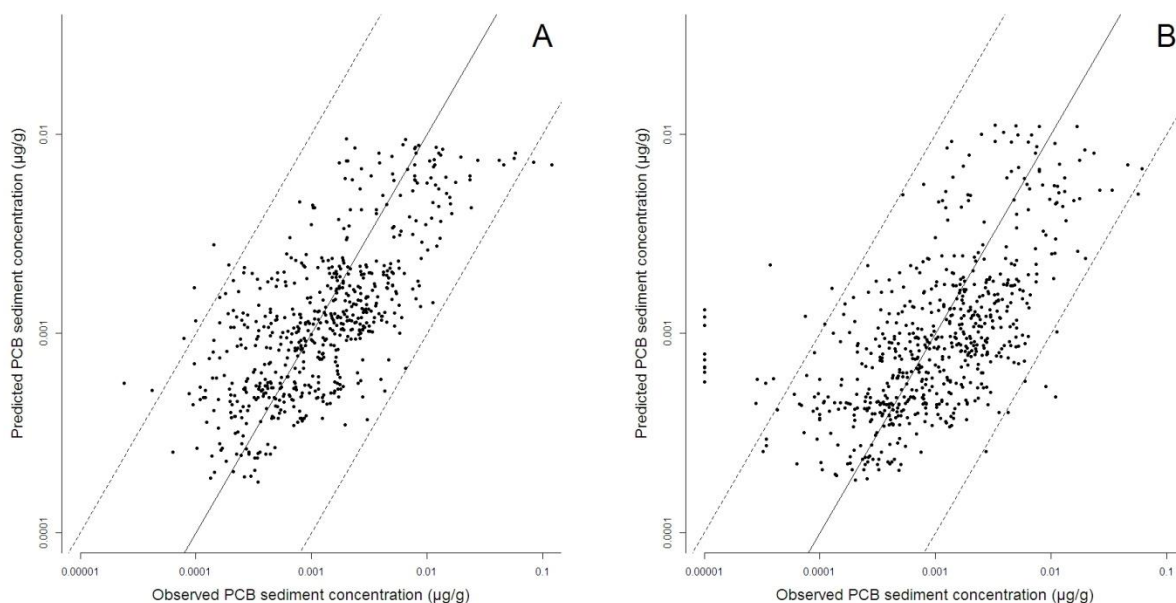 A
Predicted PCB sediment concentration (µg/g)
0.01
0.001
0.0001
0.00001
0.0001
0.001
0.01
0.1
Observed PCB sediment concentration (µg/g)
B
Predicted PCB sediment concentration (µg/g)
0.01
0.001
0.0001
0.00001
0.0001
0.001
0.01
0.1
Observed PCB sediment concentration (µg/g)